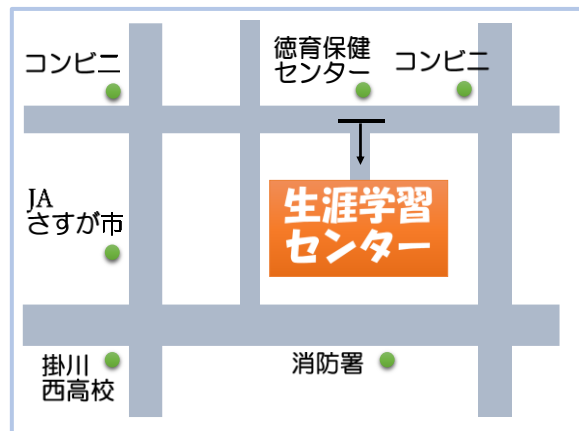 コンビニ
徳育保健
センター
コンビニ
JA
さすが市
生涯学習
センター
掛川
西高校
消防署